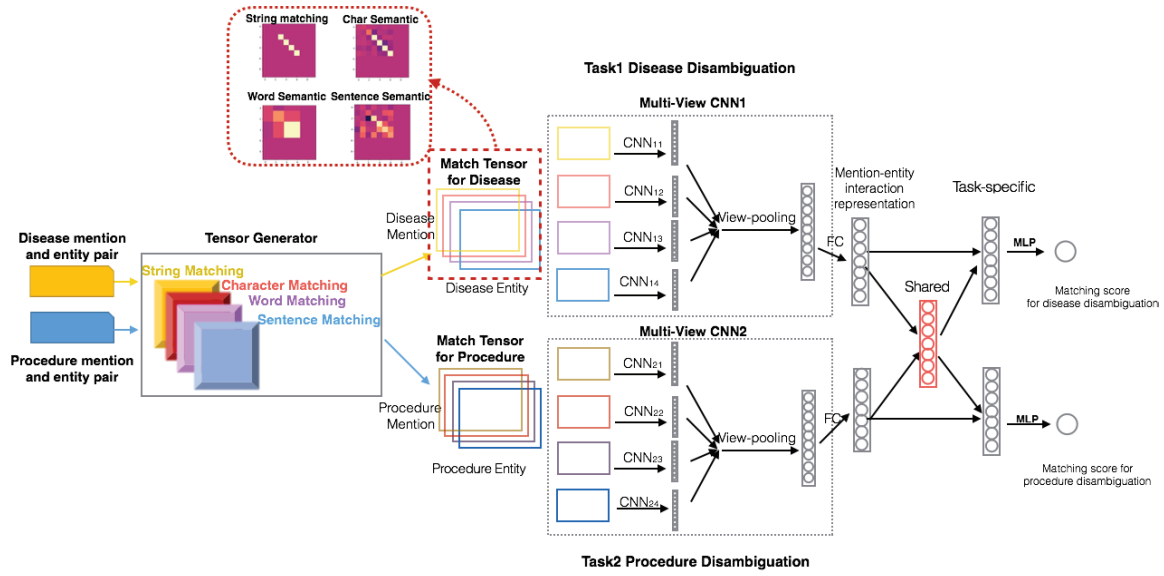 String matching
Char Semantic
Word Semantic
Sentence Semantic
Task1 Disease Disambiguation
Multi-View CNN1
Match Tensor
for Disease
Disease
Mention
Disease Entity
CNN11
CNN12
CNN13
CNN14
View-pooling
FC
Mention-entity
interaction
representation
Task-specific
MLP
Matching score
for disease disambiguation
Shared
Disease mention
and entity pair
Procedure mention
and entity pair
Tensor Generator
String Matching
Character Matching
Word Matching
Sentence Matching
Match Tensor
for Procedure
Procedure
Mention
Procedure Entity
Multi-View CNN2
CNN21
CNN22
CNN23
CNN24
View-pooling
FC
MLP
Matching score for
procedure disambiguation
Task2 Procedure Disambiguation